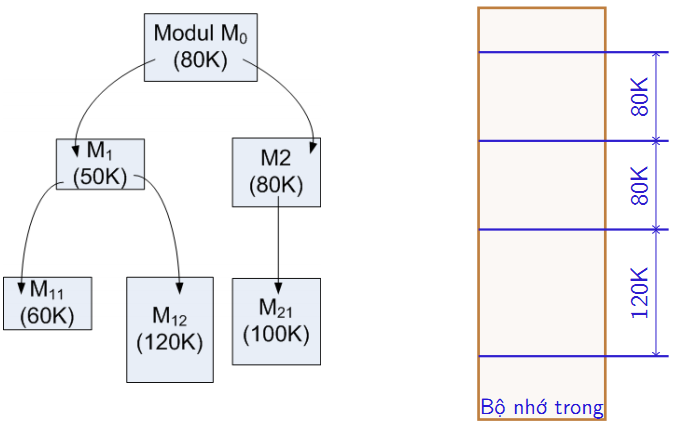 Modul M₀
(80K)
M₁
(50K)
M2
(80K)
M₁₁
(60K)
M₁₂
(120K)
M₂₁
(100K)
80K
80K
120K
Bộ nhớ trong